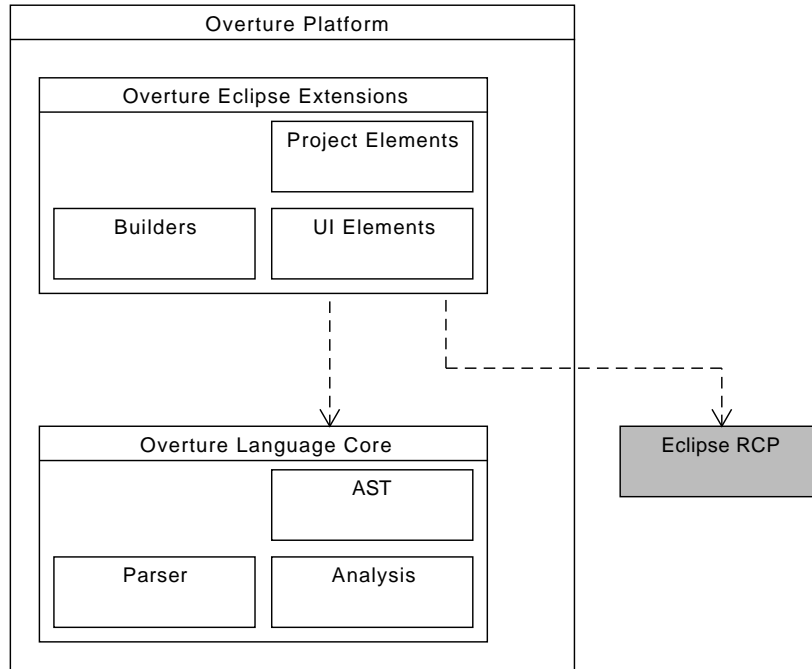 Overture Platform
Overture Eclipse Extensions
Project Elements
Builders
UI Elements
Overture Language Core
Eclipse RCP
AST
Parser
Analysis